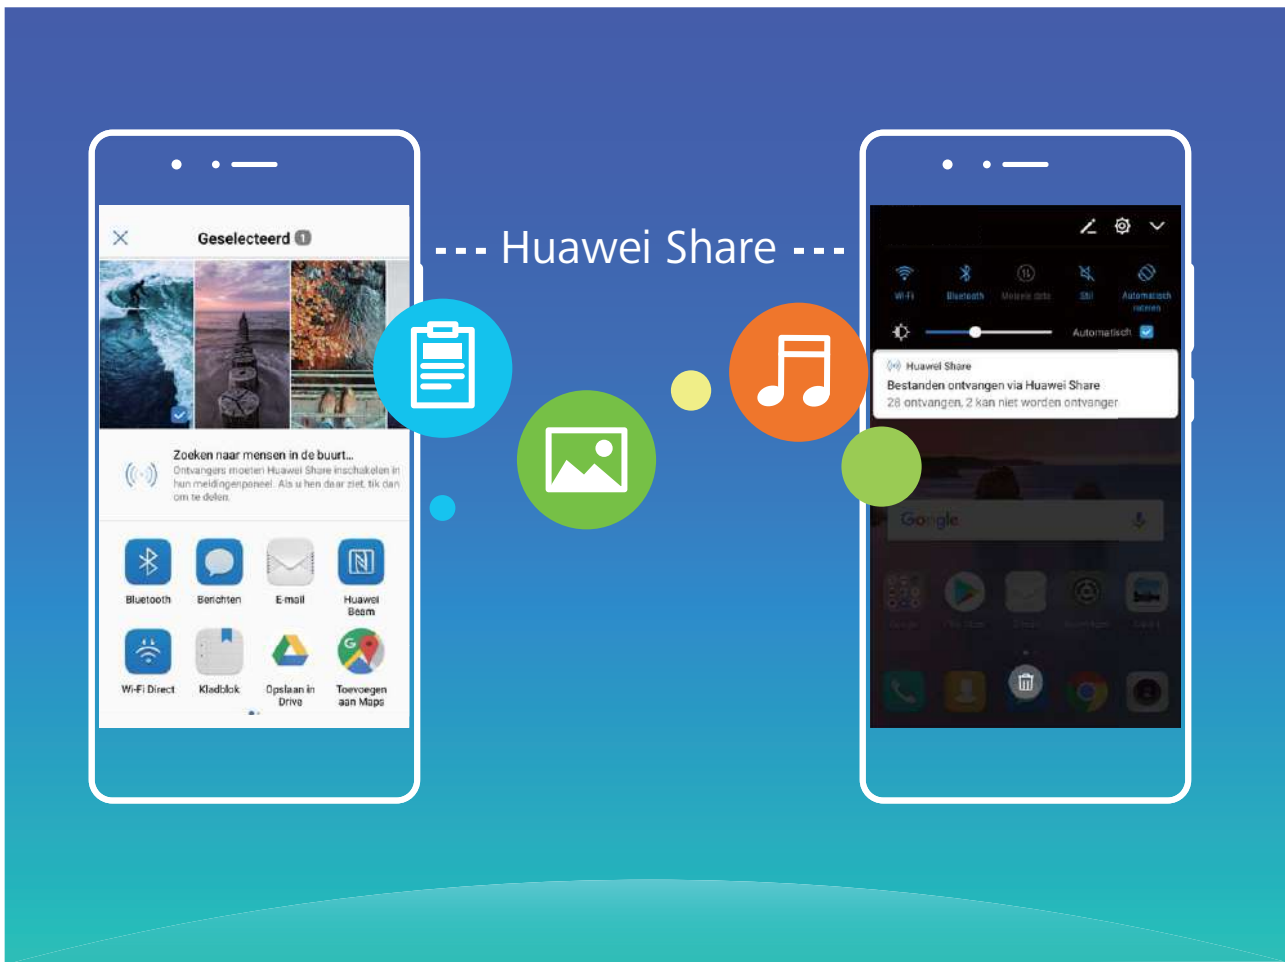 Huawei Share
Geselecteerd 1
Zoeken naar mensen in de buurt...
Ontvangers moeten Huawei Share inschakelen in
hun meldingenpaneel. Als u hen daar ziet, tik dan
om te delen.
Bluetooth
Berichten
E-mail
Huawei
Beam
Wi-Fi Direct
Kladblok
Opslaan in
Drive
Toevoegen
aan Maps
Wi-Fi
Bluetooth
Mobiele data
Stil
Automatisch
roteren
Automatisch
Huawei Share
Bestanden ontvangen via Huawei Share
28 ontvangen, 2 kan niet worden ontvanger
Google